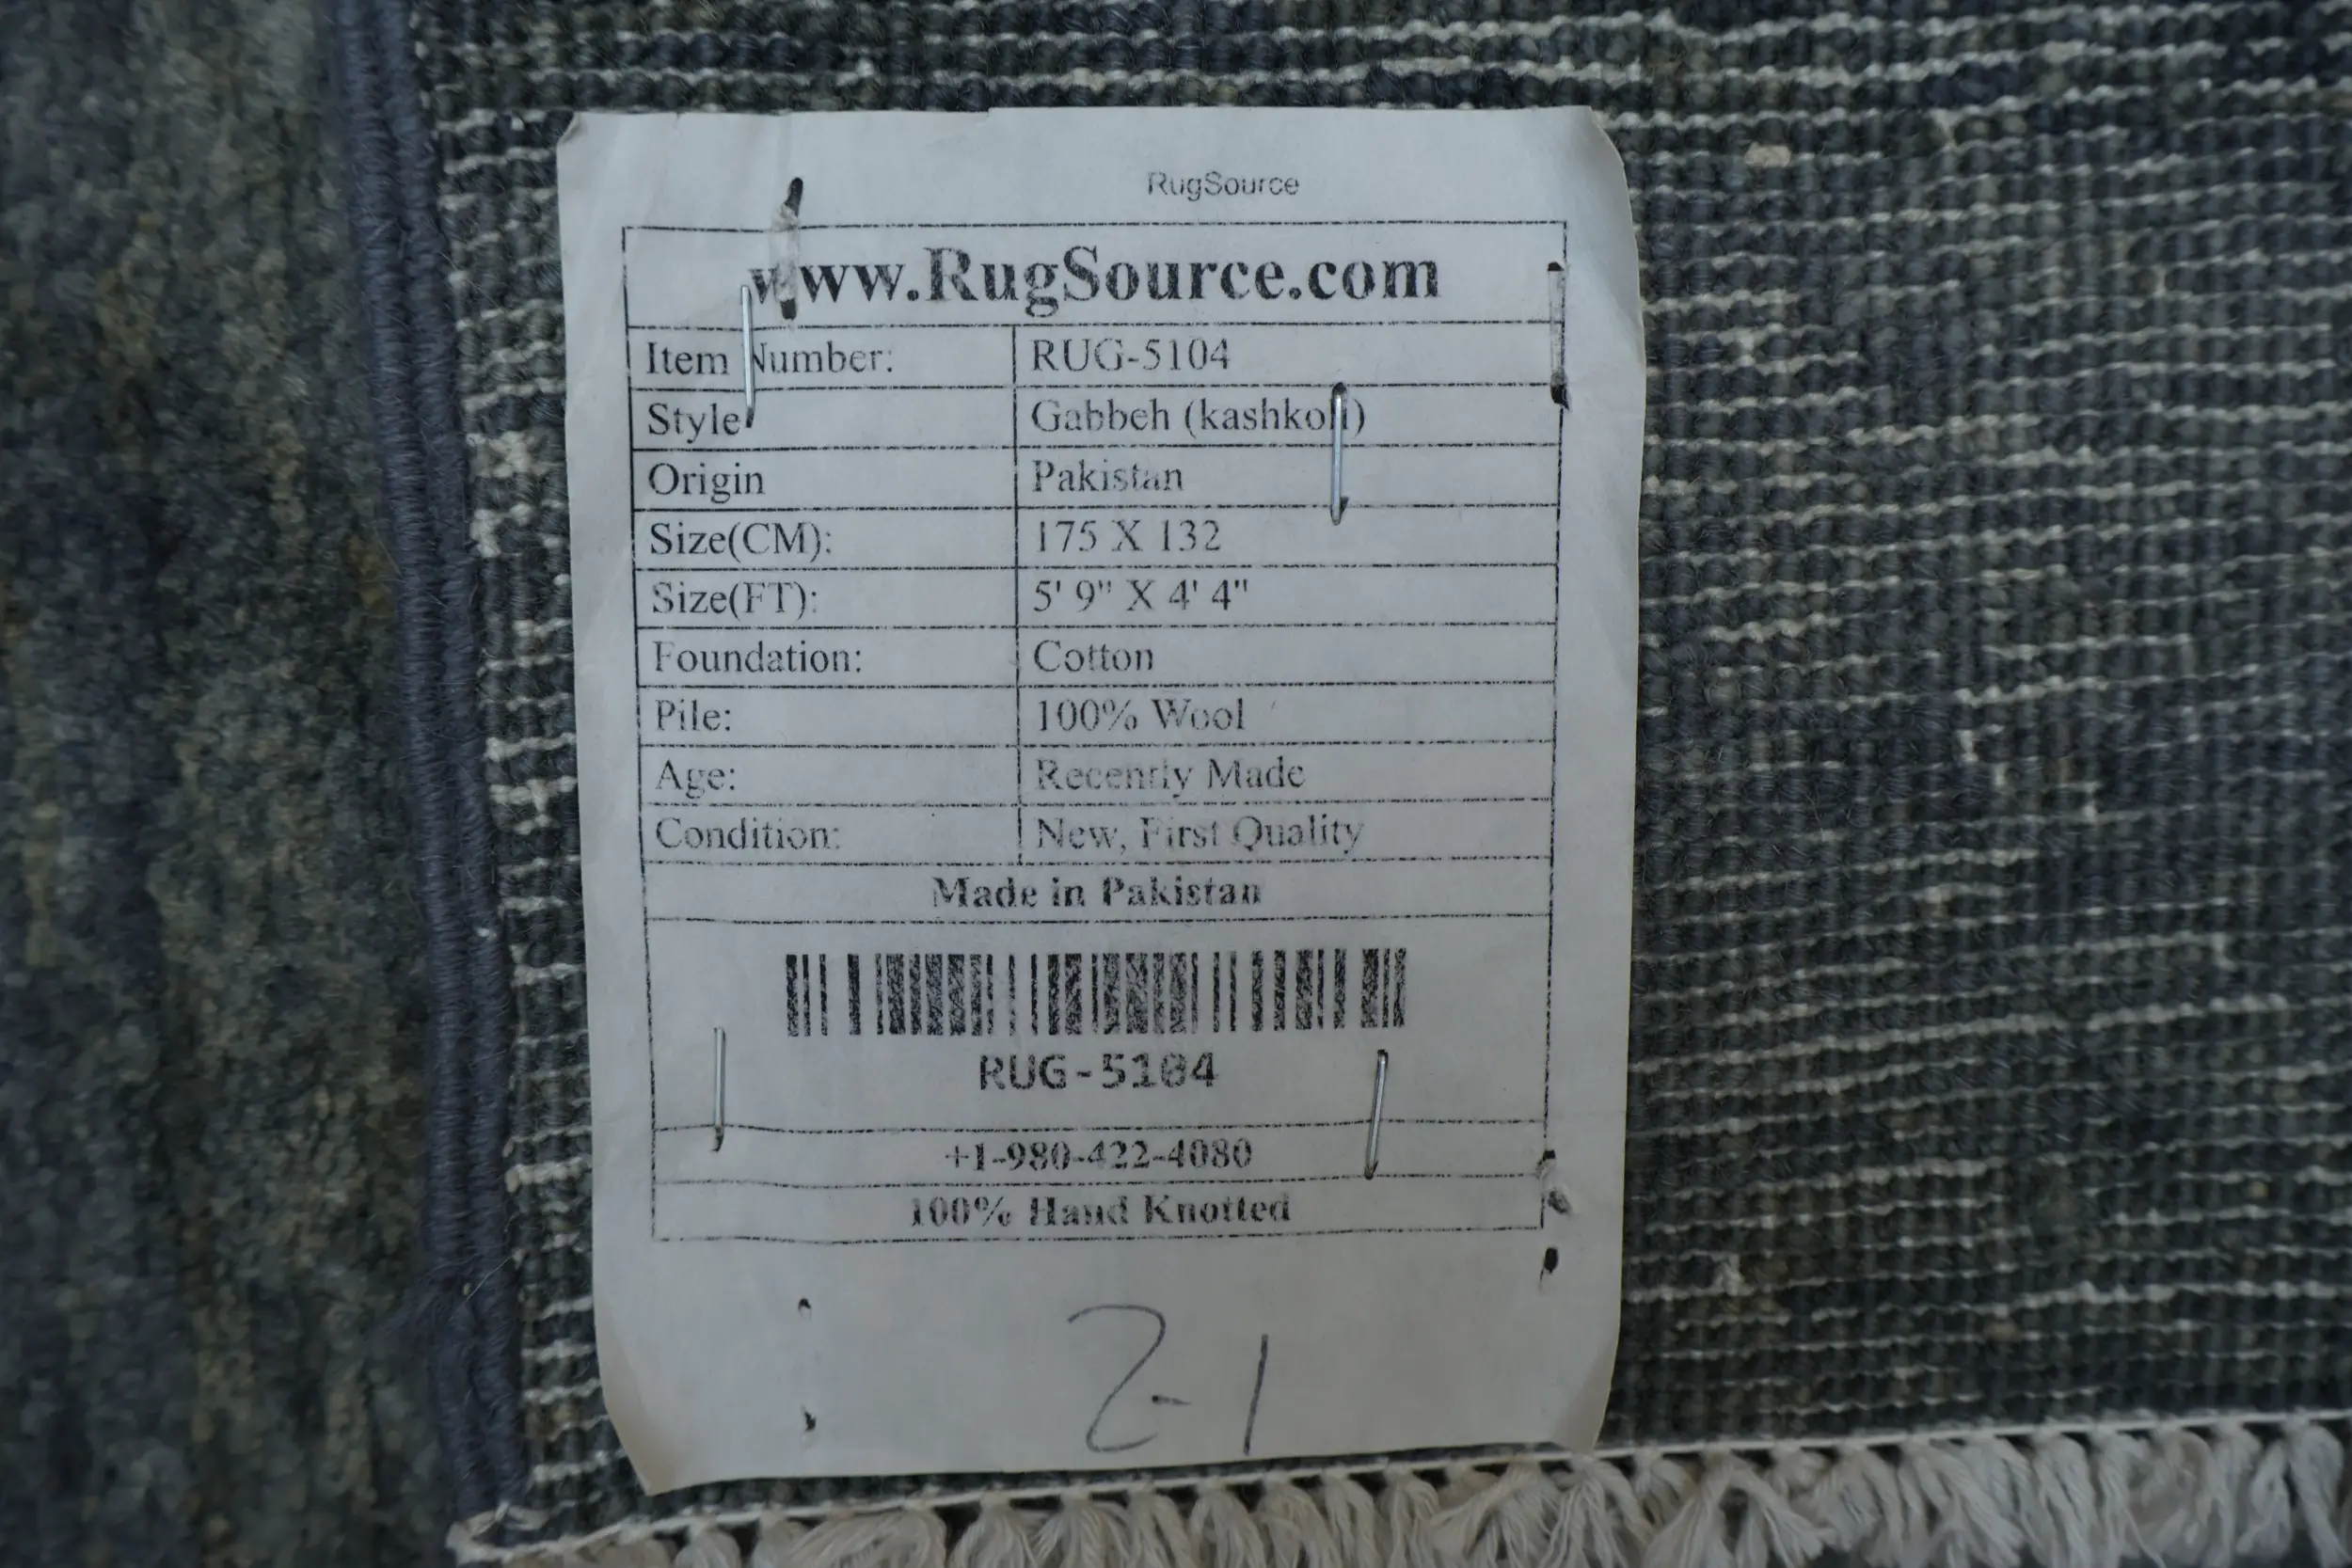 RugSource
www.RugSource.com
Item Number: RUG-5104
Style Gabbeh (kashkoli)
Origin Pakistan
Size(CM): 175 X 132
Size(FT): 5' 9" X 4' 4"
Foundation: Cotton
Pile: 100% Wool
Age: Recently Made
Condition: New, First Quality
Made in Pakistan
RUG-5104
+1-980-422-4080
100% Hand Knotted
2-1